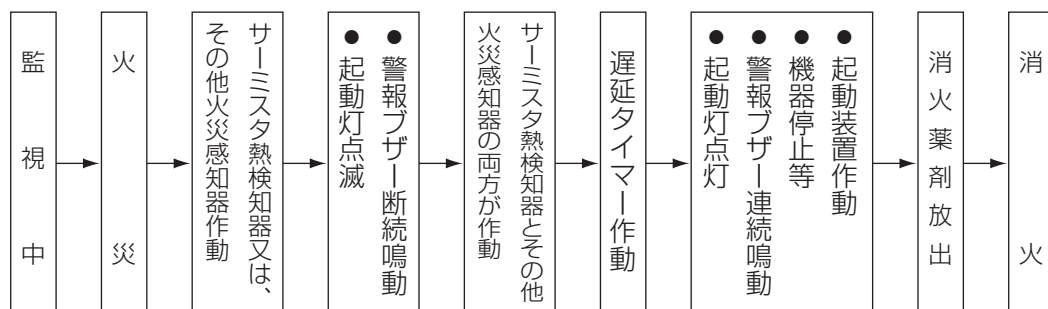 監視中
火災
サーミスタ熱検知器又は、
その他火災感知器作動
● 警報ブザー断続鳴動
● 起動灯点滅
サーミスタ熱検知器とその他
火災感知器の両方が作動
遅延タイマー作動
● 起動装置作動
● 機器停止等
● 警報ブザー連続鳴動
● 起動灯点灯
消火薬剤放出
消火